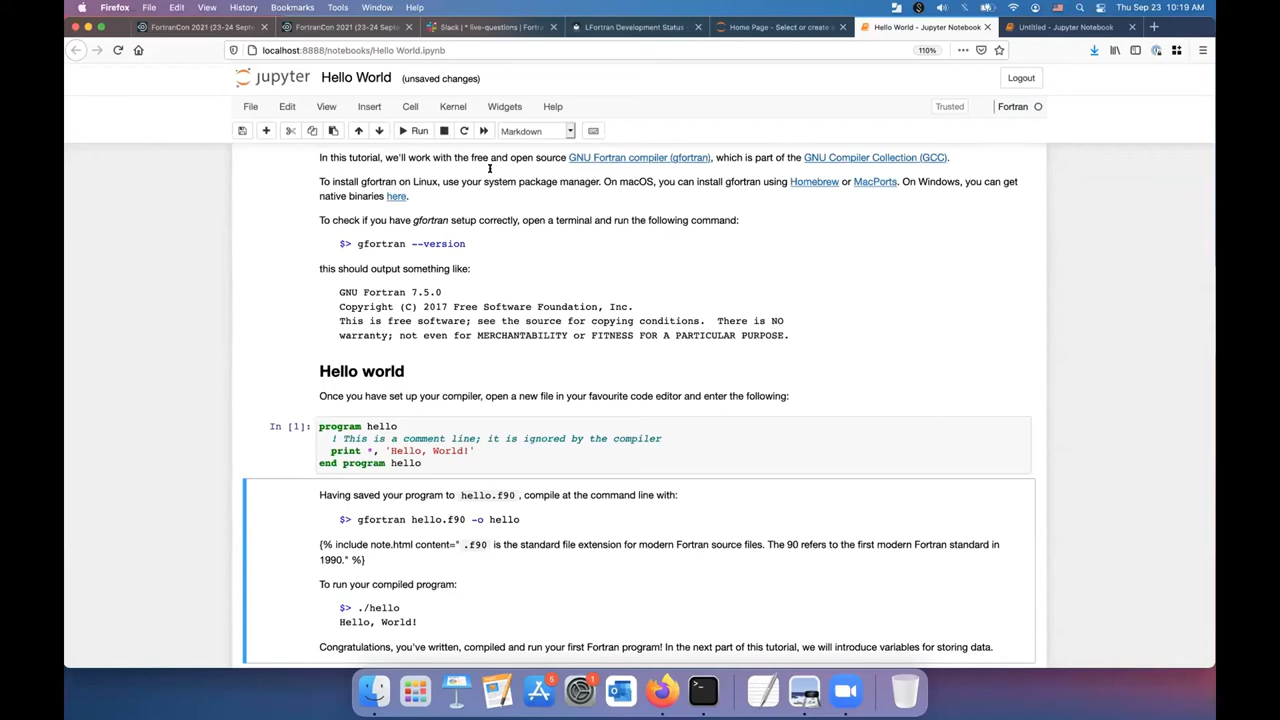 Firefox File Edit View History Bookmarks Tools Window Help Thu Sep 23 10:19 AM
FortranCon 2021 (23-24 Sep FortranCon 2021 (23-24 Sept Slack | * live-questions | Fortra LFortran Development Status - Home Page - Select or create a Hello World - Jupyter Notebook Untitled - Jupyter Notebook
localhost:8888/notebooks/Hello World.ipynb 110%
jupyter Hello World (unsaved changes) Logout
File Edit View Insert Cell Kernel Widgets Help Trusted Fortran
Run Markdown
In this tutorial, we'll work with the free and open source GNU Fortran compiler (gfortran), which is part of the GNU Compiler Collection (GCC).
To install gfortran on Linux, use your system package manager. On macOS, you can install gfortran using Homebrew or MacPorts. On Windows, you can get
native binaries here.
To check if you have gfortran setup correctly, open a terminal and run the following command:
$> gfortran --version
this should output something like:
GNU Fortran 7.5.0
Copyright (C) 2017 Free Software Foundation, Inc.
This is free software; see the source for copying conditions. There is NO
warranty; not even for MERCHANTABILITY or FITNESS FOR A PARTICULAR PURPOSE.
Hello world
Once you have set up your compiler, open a new file in your favourite code editor and enter the following:
In [1]: program hello
! This is a comment line; it is ignored by the compiler
print *, 'Hello, World!'
end program hello
Having saved your program to hello.f90 , compile at the command line with:
$> gfortran hello.f90 -o hello
{% include note.html content=" .f90 is the standard file extension for modern Fortran source files. The 90 refers to the first modern Fortran standard in
1990." %}
To run your compiled program:
$> ./hello
Hello, World!
Congratulations, you've written, compiled and run your first Fortran program! In the next part of this tutorial, we will introduce variables for storing data.
5 1